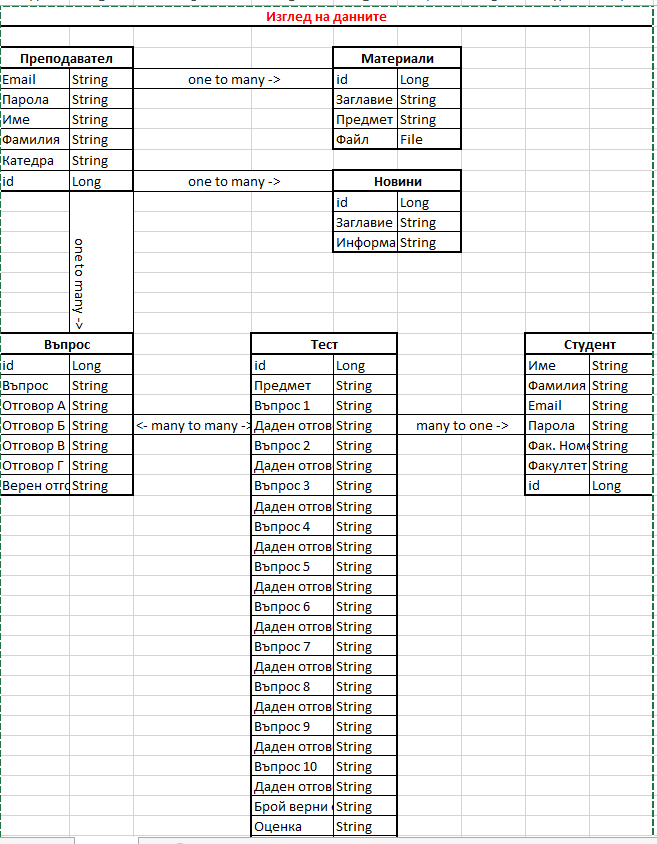 Изглед на данните
Преподавател
Материали
Email String one to many -> id Long
Парола String Заглавие String
Име String Предмет String
Фамилия String Файл File
Катедра String
id Long one to many -> Новини
id Long
Заглавие String
Информа String
one to many ->
Въпрос Тест Студент
id Long id Long Име String
Въпрос String Предмет String Фамилия String
Отговор А String Въпрос 1 String Email String
Отговор Б String <- many to many -> Даден отгов String many to one -> Парола String
Отговор В String Въпрос 2 String Фак. Номе String
Отговор Г String Даден отгов String Факултет String
Верен отго String Въпрос 3 String id Long
Даден отгов String
Въпрос 4 String
Даден отгов String
Въпрос 5 String
Даден отгов String
Въпрос 6 String
Даден отгов String
Въпрос 7 String
Даден отгов String
Въпрос 8 String
Даден отгов String
Въпрос 9 String
Даден отгов String
Въпрос 10 String
Даден отгов String
Брой верни String
Оценка String